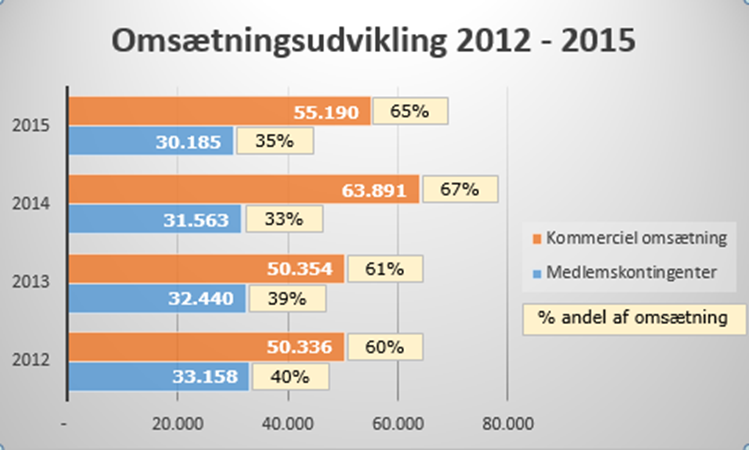 Omsætningsudvikling 2012 - 2015
2015
55.190 65%
30.185 35%
2014
63.891 67%
31.563 33%
2013
50.354 61%
32.440 39%
2012
50.336 60%
33.158 40%
- 20.000 40.000 60.000 80.000
Kommerciel omsætning
Medlemskontingenter
% andel af omsætning